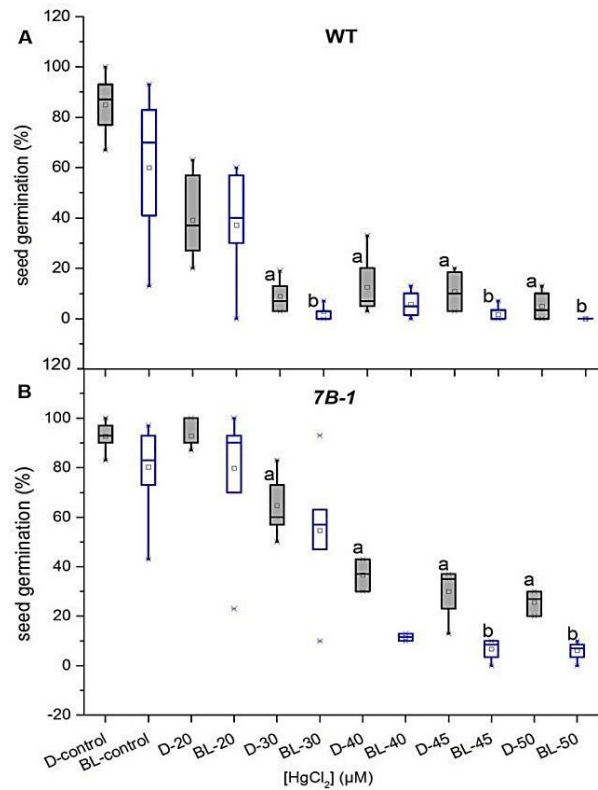 A
WT
120
100
80
60
40
20
0
seed germination (%)
a
b
a
a
b
a
b
120
B
7B-1
100
80
60
40
20
0
-20
seed germination (%)
a
a
a
b
a
b
D-control BL-control D-20 BL-20 D-30 BL-30 D-40 BL-40 D-45 BL-45 D-50 BL-50
[HgCl₂] (µM)